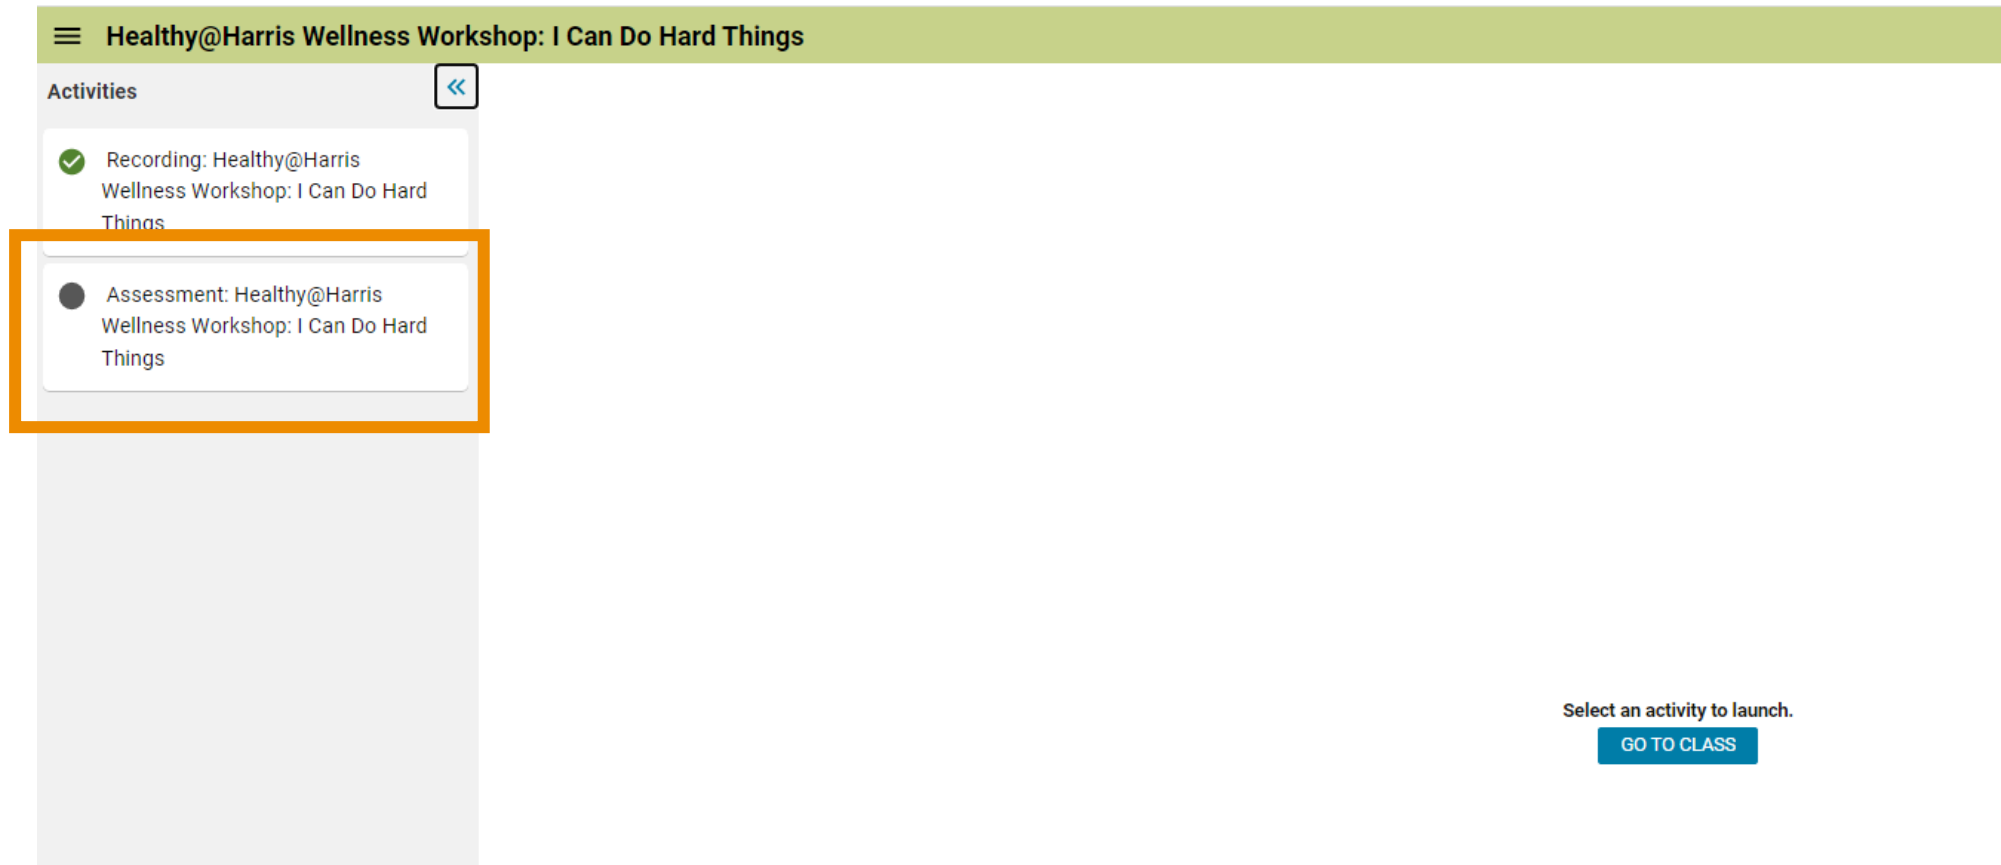 Healthy@Harris Wellness Workshop: I Can Do Hard Things
Activities
Recording: Healthy@Harris
Wellness Workshop: I Can Do Hard
Things
Assessment: Healthy@Harris
Wellness Workshop: I Can Do Hard
Things
Select an activity to launch.
GO TO CLASS